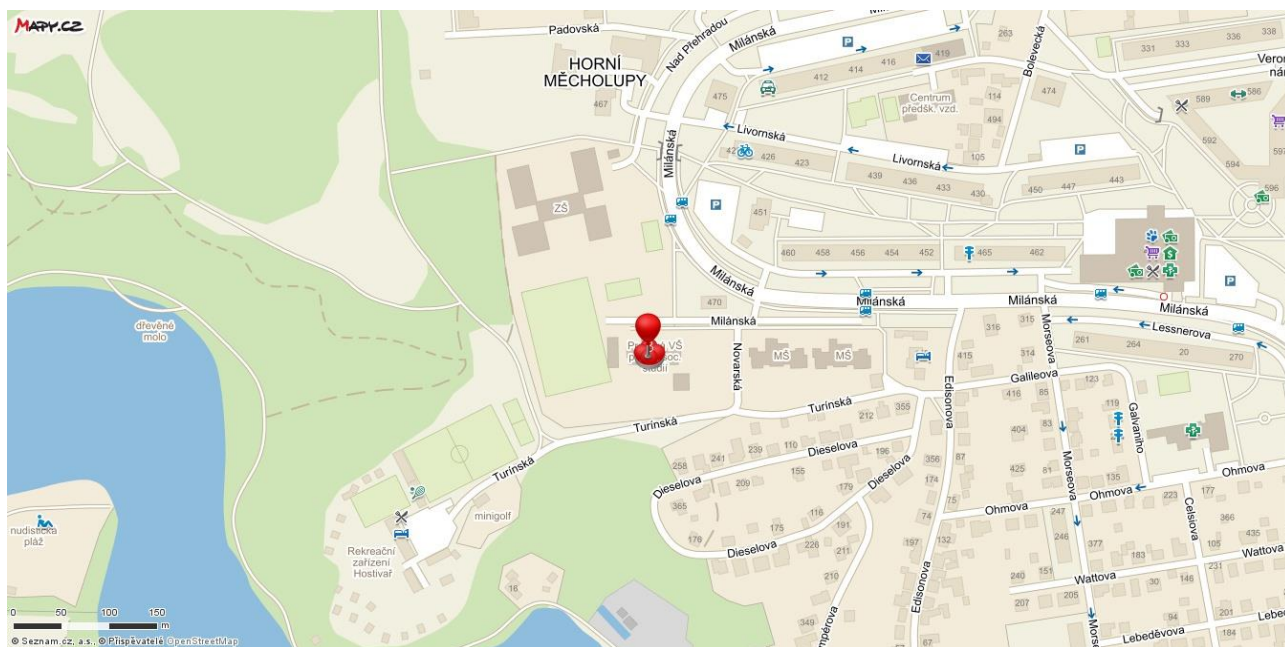 MAPY.CZ
Padovská
Nad Přehradou
Milánská
HORNÍ
MĚCHOLUPY
419
263
331
333
336
338
Bolevecká
412
414
416
475
474
467
Centrum
předšk. vzd.
114
494
105
589
586
592
594
597
596
Livornská
Livornská
Milánská
426
423
439
436
433
430
450
447
443
ZŠ
451
460
458
456
454
452
465
462
Milánská
470
Milánská
Milánská
Milánská
Milánská
Lessnerova
261
264
20
270
dřevěné
molo
Novarská
MŠ
MŠ
316
315
314
415
Morseova
Edisonova
Galileova
416
85
123
119
Galvaniho
404
83
Turínská
Turínská
Turínská
212
355
Dieselova
258
241
239
110
196
356
87
425
81
135
Morseova
Ohmova
Ohmova
Ohmova
223
177
Dieselova
209
155
179
Dieselova
174
75
74
365
116
175
191
170
Dieselova
226
211
197
132
247
246
377
183
Celsiova
366
435
105
Wattova
231
Wattova
240
151
207
205
30
146
210
349
Edisonova
67
94
201
184
Lebeděvova
minigolf
nudistická
pláž
Rekreační
zařízení
Hostivař
16
0 50 100 150
m
© Seznam.cz, a.s., © Přispěvatelé OpenStreetMap